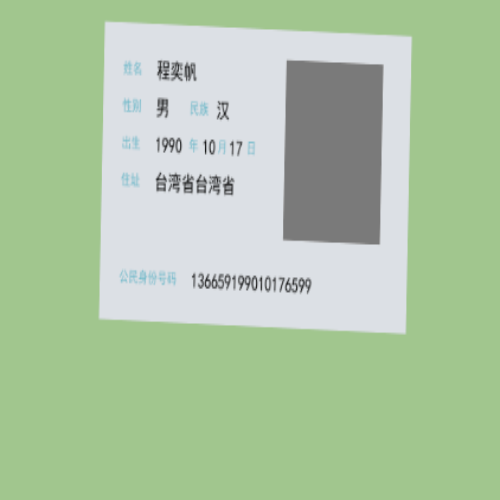 姓名 程奕帆
性别 男 民族 汉
出生 1990 年 10 月 17 日
住址 台湾省台湾省
公民身份号码 136659199010176599